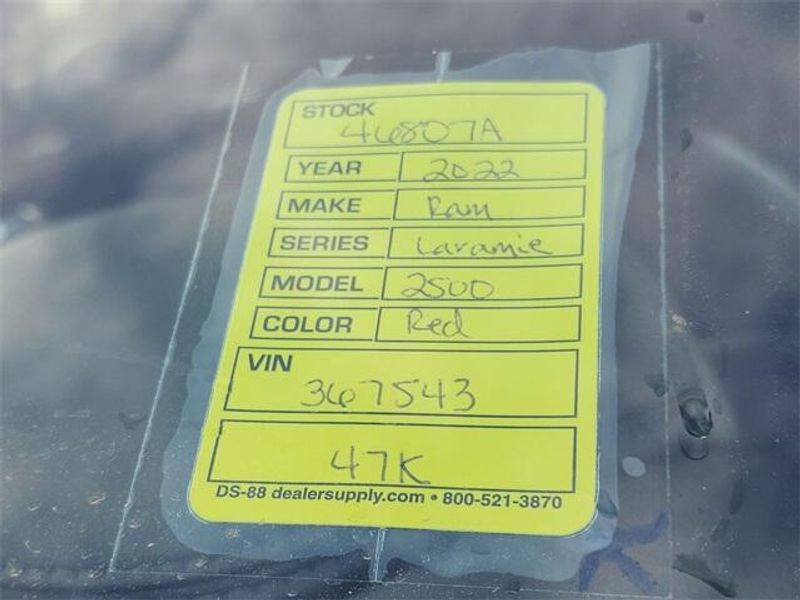 STOCK
46807A
YEAR 2022
MAKE Ram
SERIES Laramie
MODEL 2500
COLOR Red
VIN
367543
47K
DS-88 dealersupply.com • 800-521-3870